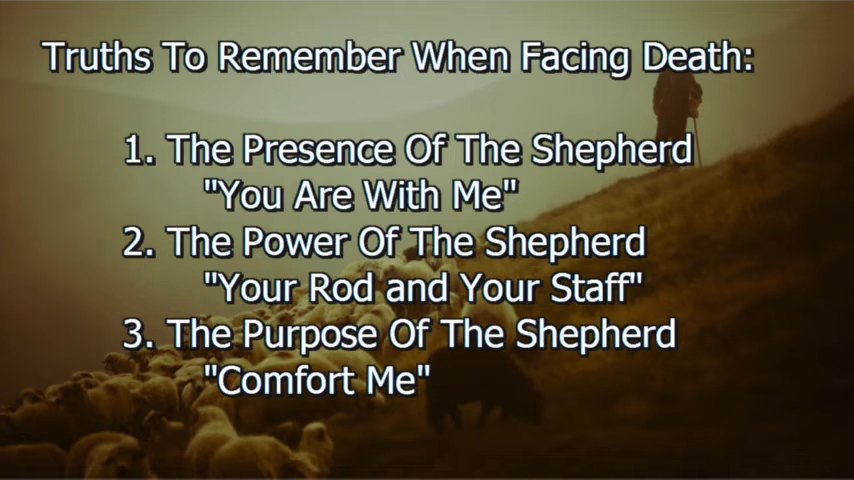 Truths To Remember When Facing Death:
1. The Presence Of The Shepherd
"You Are With Me"
2. The Power Of The Shepherd
"Your Rod and Your Staff"
3. The Purpose Of The Shepherd
"Comfort Me"